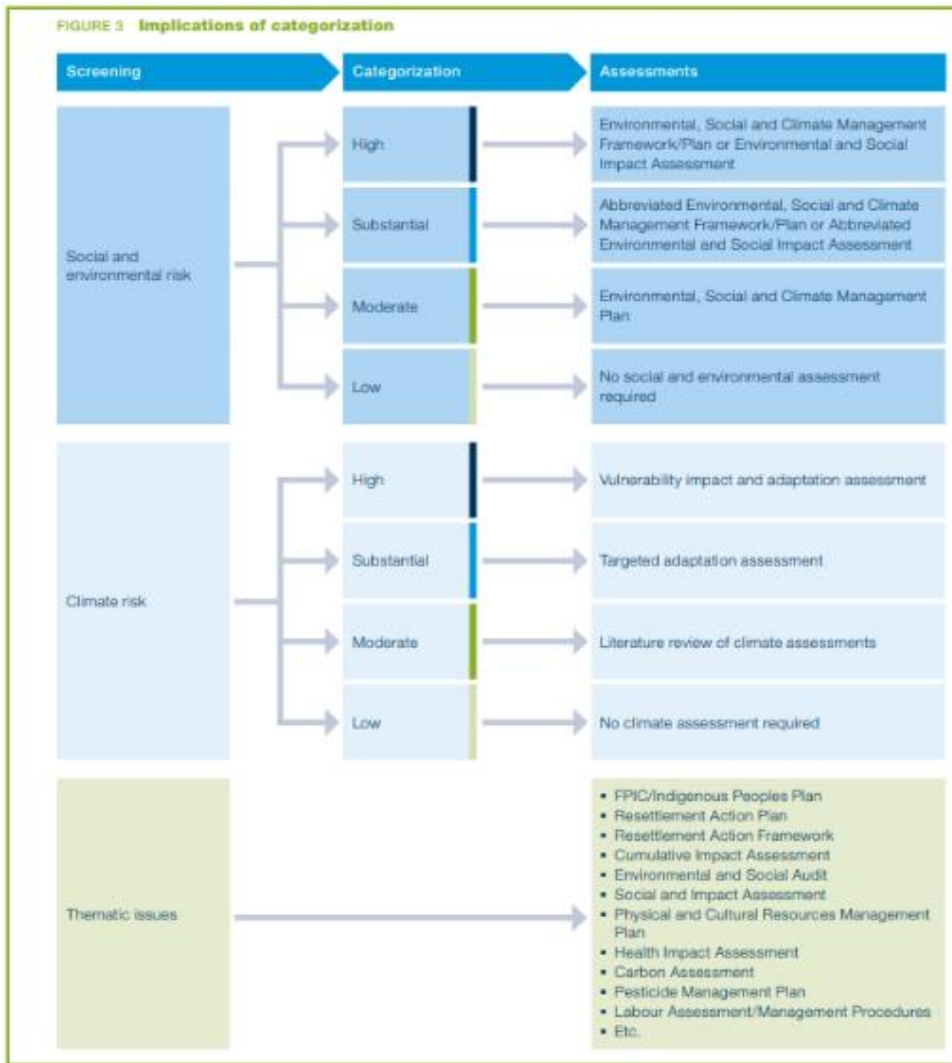 FIGURE 3 Implications of categorization
Screening
Categorization
Assessments
Social and
environmental risk
High
Environmental, Social and Climate Management
Framework/Plan or Environmental and Social
Impact Assessment
Substantial
Abbreviated Environmental, Social and Climate
Management Framework/Plan or Abbreviated
Environmental and Social Impact Assessment
Moderate
Environmental, Social and Climate Management
Plan
Low
No social and environmental assessment
required
Climate risk
High
Vulnerability impact and adaptation assessment
Substantial
Targeted adaptation assessment
Moderate
Literature review of climate assessments
Low
No climate assessment required
Thematic issues
▪ FPIC/Indigenous Peoples Plan
▪ Resettlement Action Plan
▪ Resettlement Action Framework
▪ Cumulative Impact Assessment
▪ Environmental and Social Audit
▪ Social and Impact Assessment
▪ Physical and Cultural Resources Management
Plan
▪ Health Impact Assessment
▪ Carbon Assessment
▪ Pesticide Management Plan
▪ Labour Assessment/Management Procedures
▪ Etc.